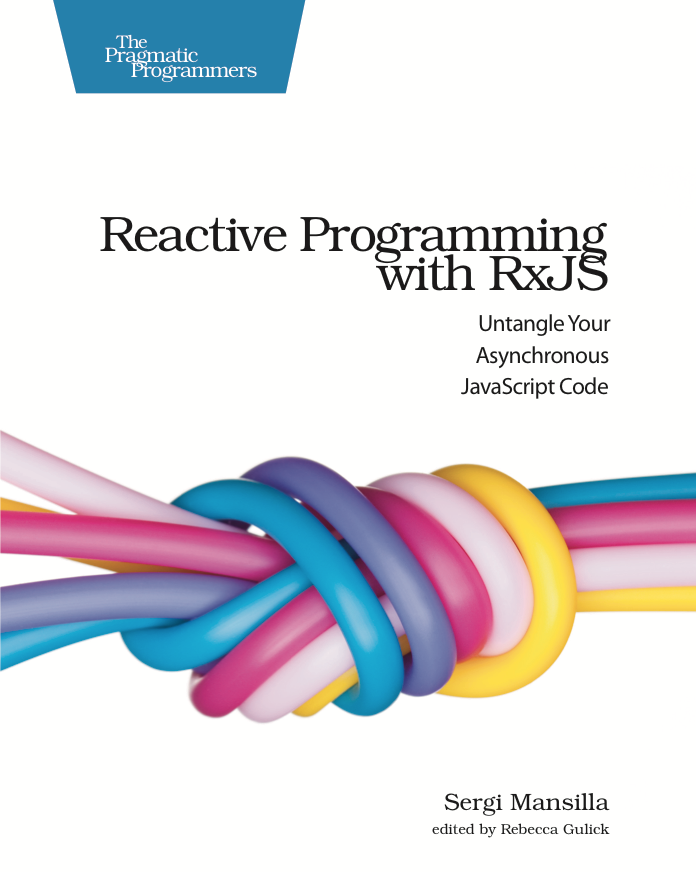 The
Pragmatic
Programmers
Reactive Programming
with RxJS
Untangle Your
Asynchronous
JavaScript Code
Sergi Mansilla
edited by Rebecca Gulick